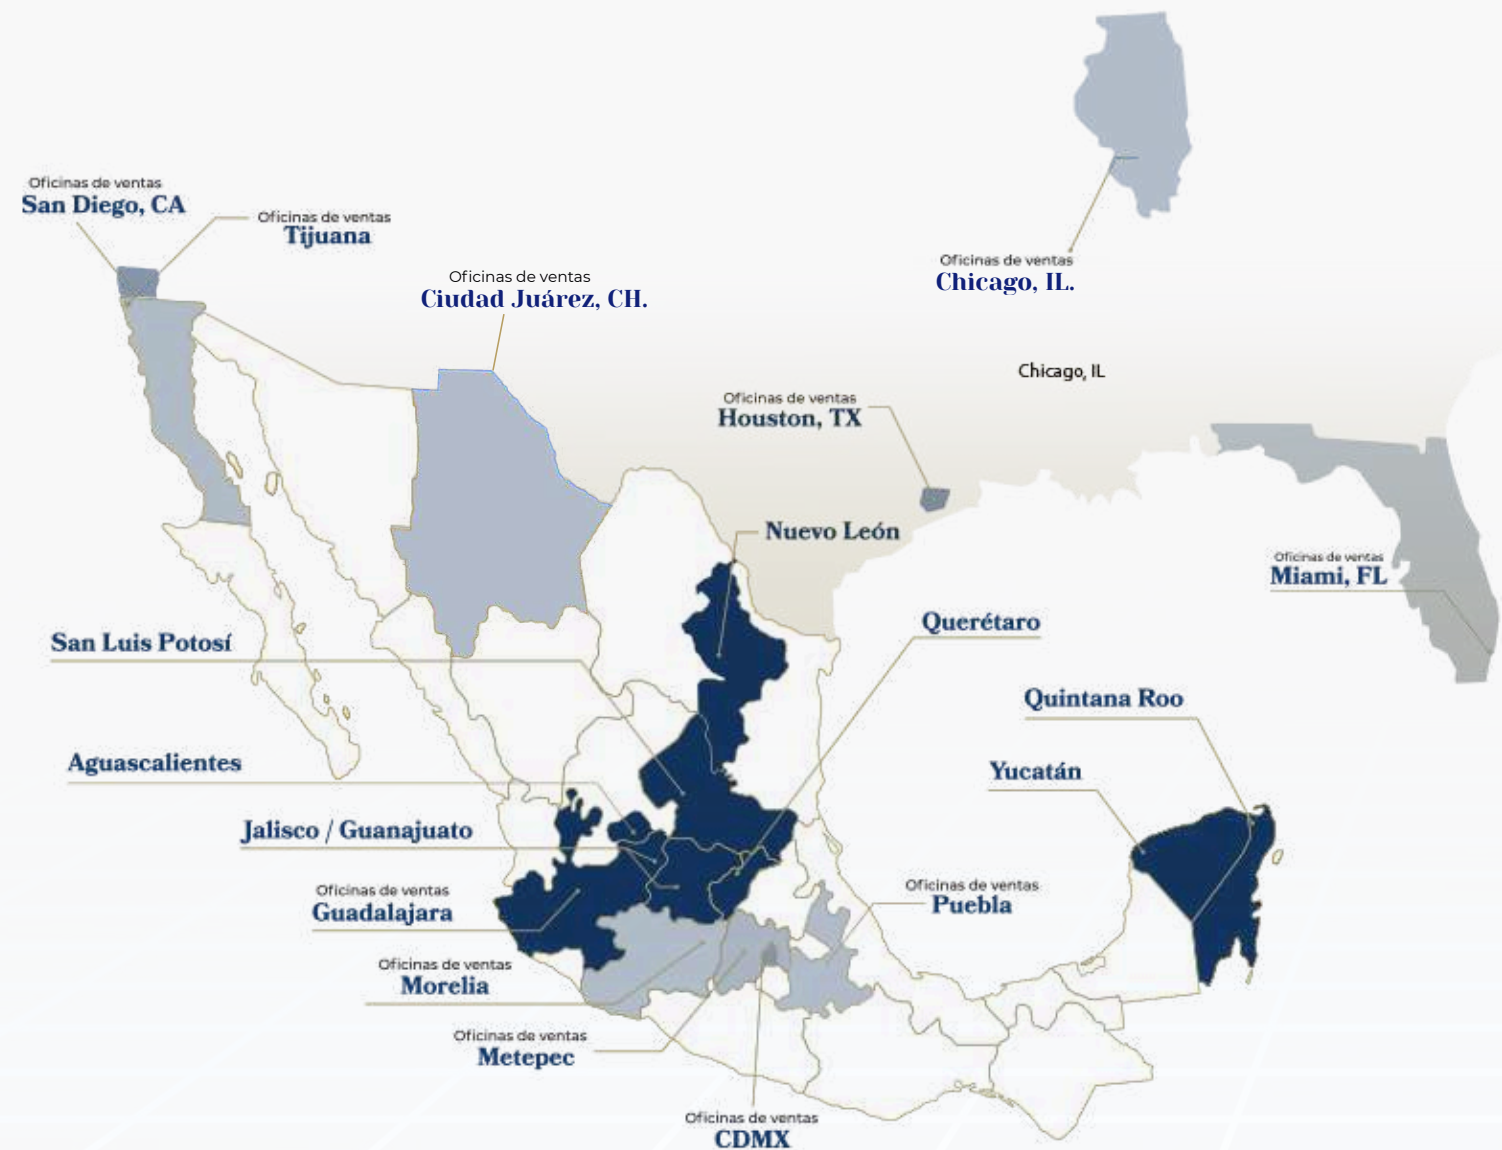 Oficinas de ventas
San Diego, CA
Oficinas de ventas
Tijuana
Oficinas de ventas
Ciudad Juárez, CH.
Oficinas de ventas
Chicago, IL.
Chicago, IL
Oficinas de ventas
Houston, TX
Nuevo León
Oficinas de ventas
Miami, FL
Querétaro
San Luis Potosí
Quintana Roo
Aguascalientes
Yucatán
Jalisco / Guanajuato
Oficinas de ventas
Guadalajara
Oficinas de ventas
Puebla
Oficinas de ventas
Morelia
Oficinas de ventas
Metepec
Oficinas de ventas
CDMX